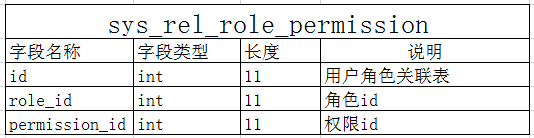 sys_rel_role_permission
字段名称 字段类型 长度 说明
id int 11 用户角色关联表
role_id int 11 角色id
permission_id int 11 权限id